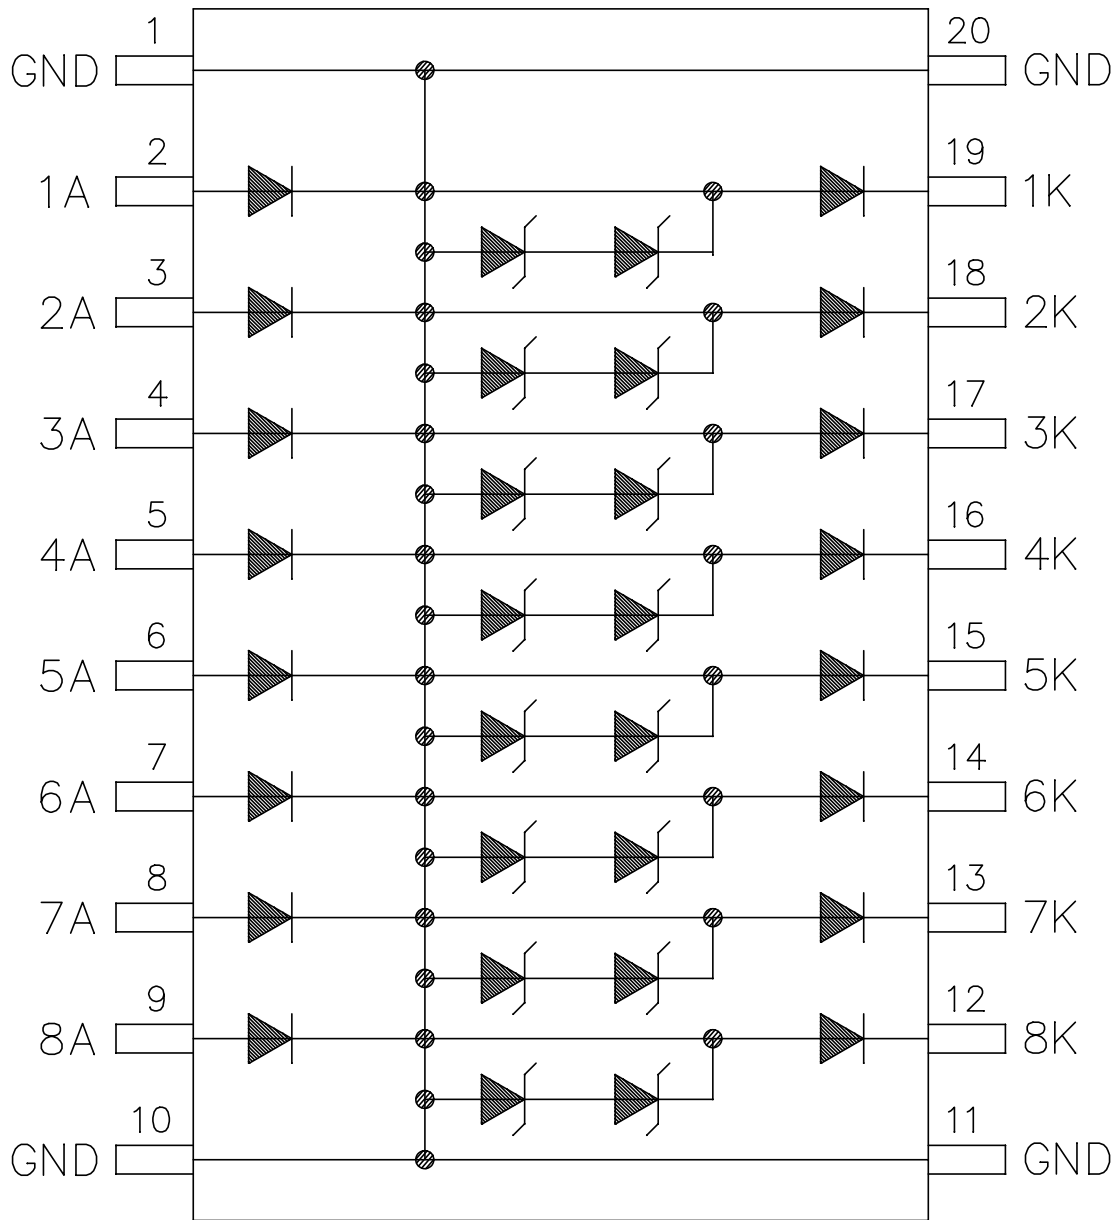 1 20
GND GND
2 19
1A 1K
3 18
2A 2K
4 17
3A 3K
5 16
4A 4K
6 15
5A 5K
7 14
6A 6K
8 13
7A 7K
9 12
8A 8K
10 11
GND GND